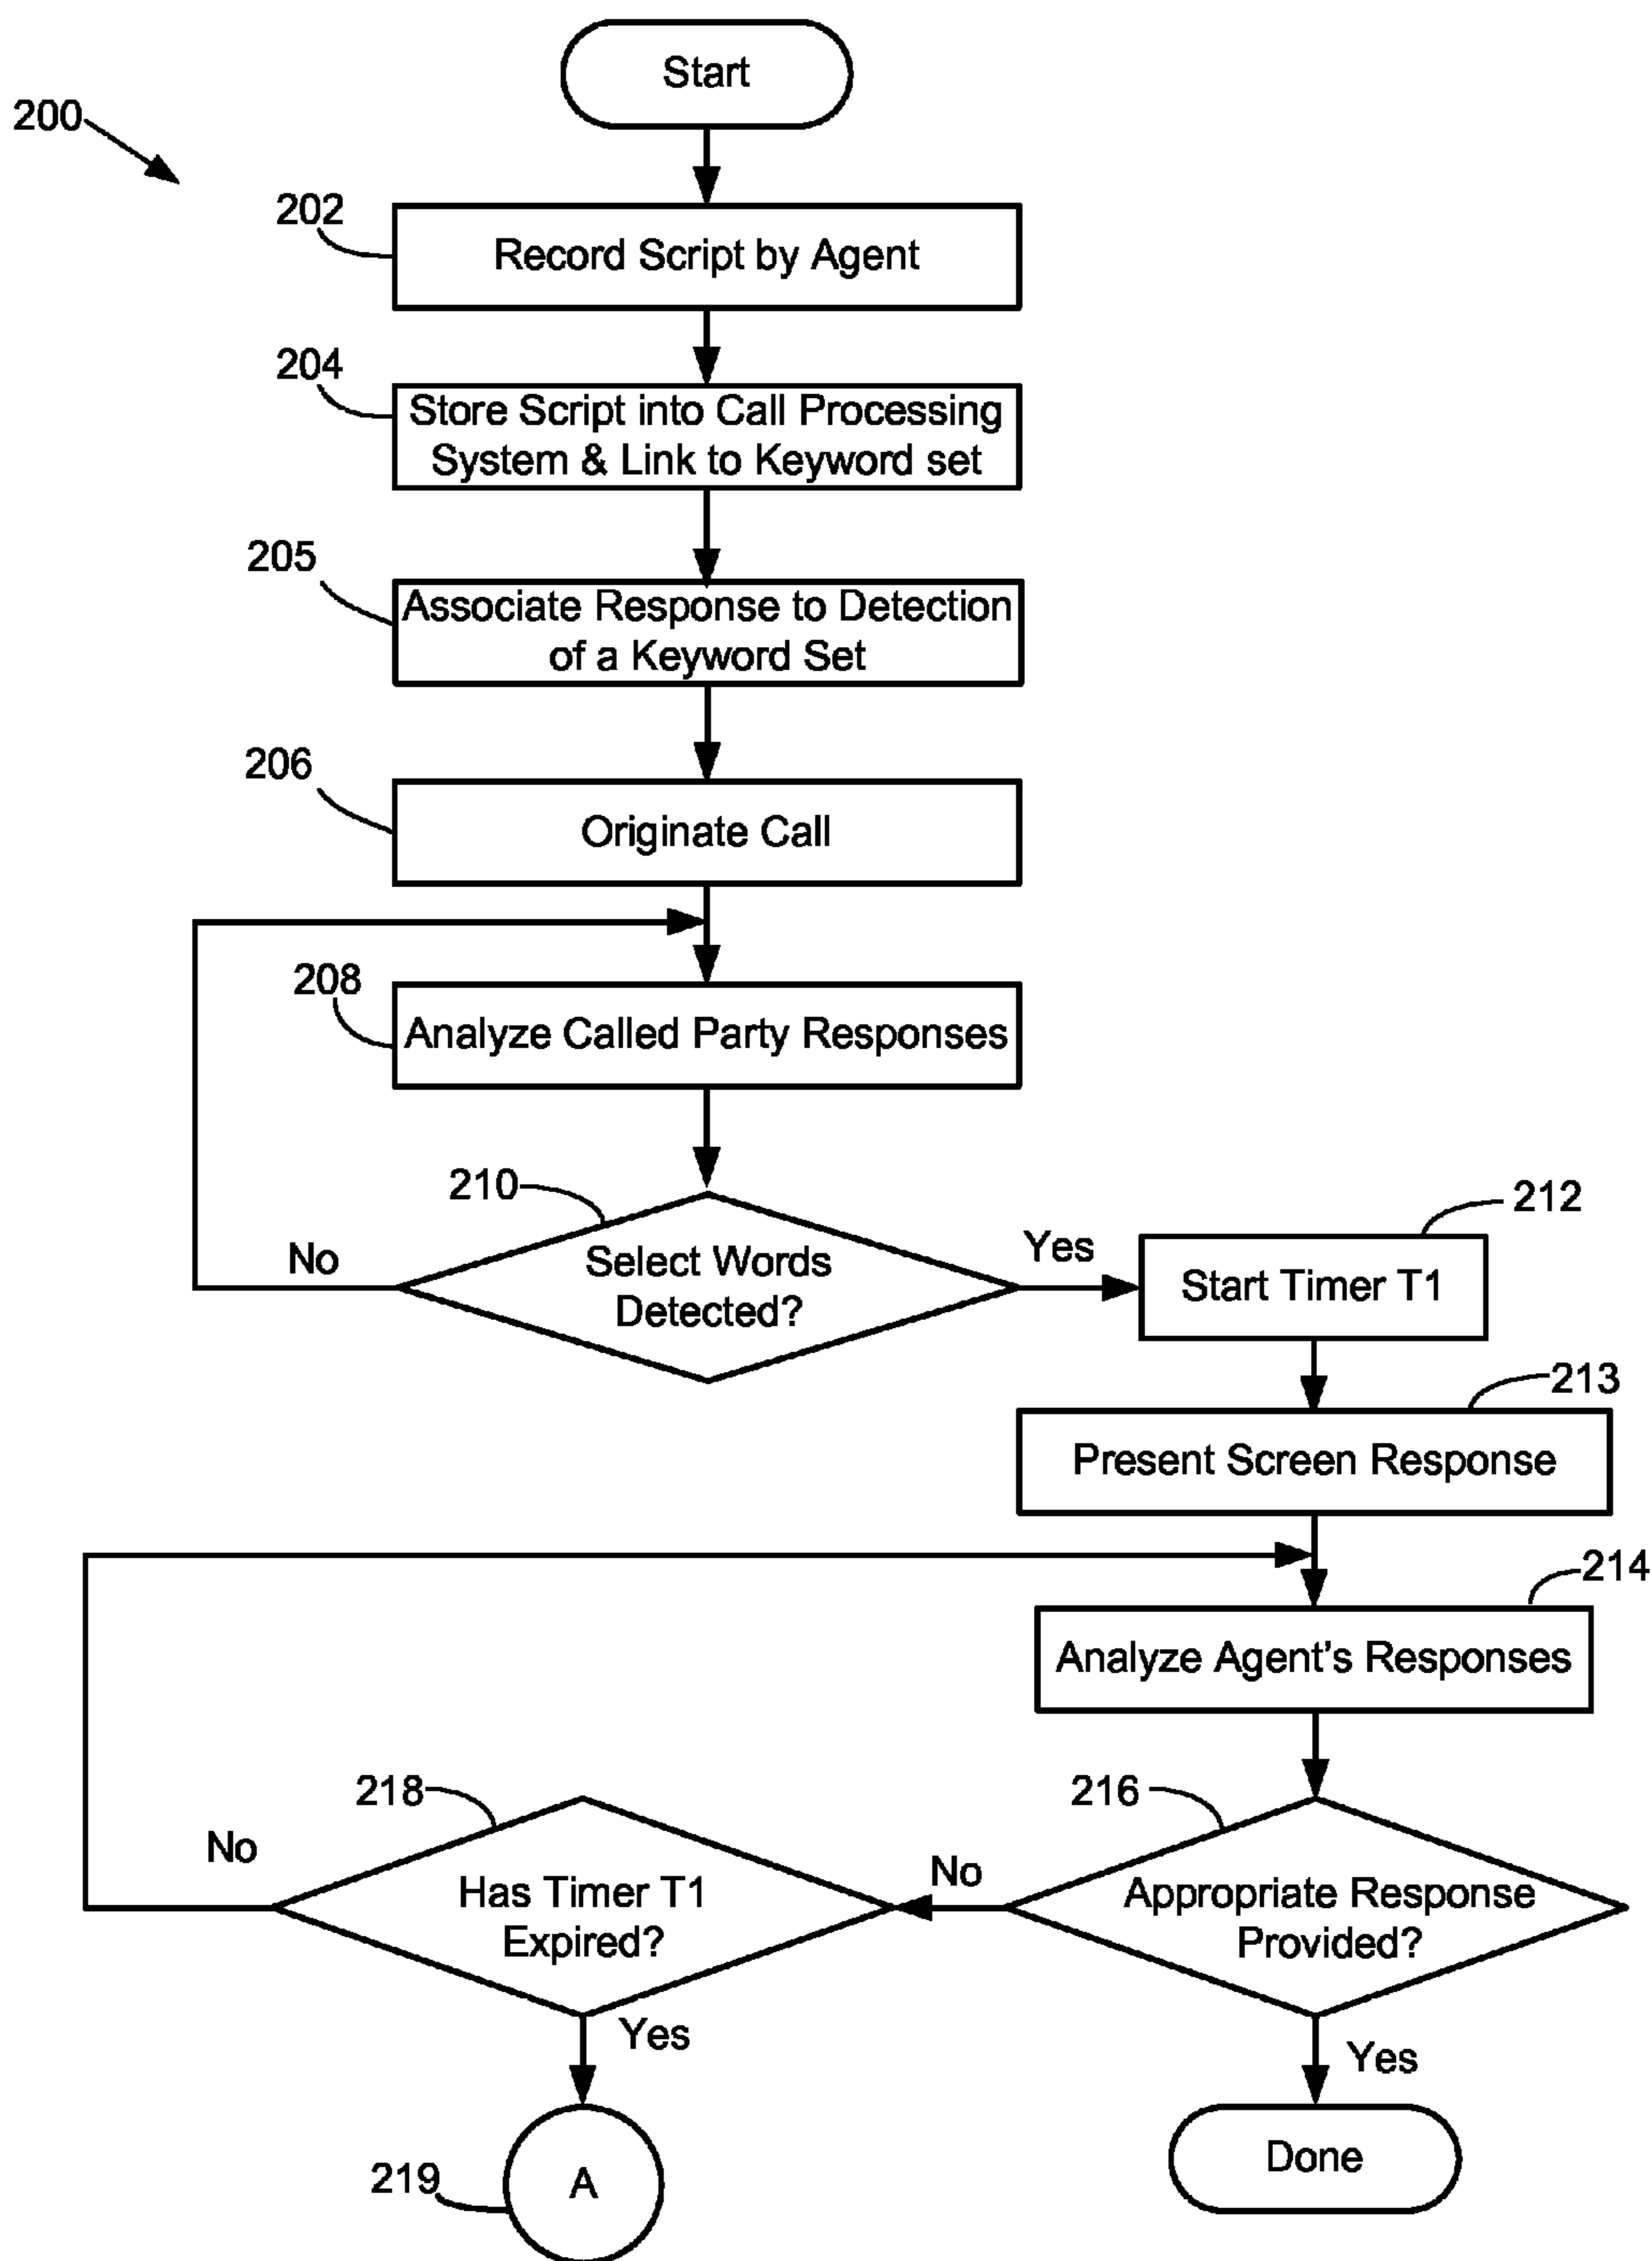 Start
200
202
Record Script by Agent
204
Store Script into Call Processing
System & Link to Keyword set
205
Associate Response to Detection
of a Keyword Set
206
Originate Call
208
Analyze Called Party Responses
210
Select Words
Detected?
No
Yes
212
Start Timer T1
213
Present Screen Response
214
Analyze Agent's Responses
216
Appropriate Response
Provided?
No
Yes
218
Has Timer T1
Expired?
No
Yes
Done
219
A